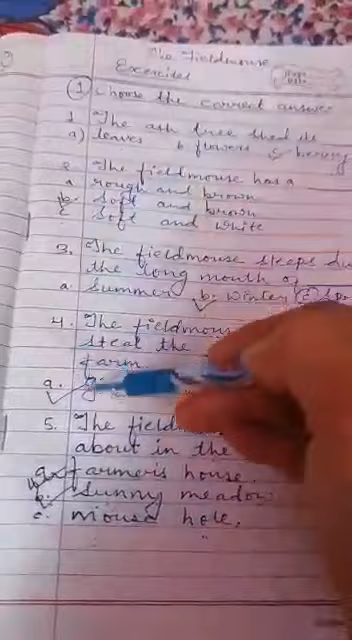 The Fieldmouse
Exercises
① Choose the correct answer
1. The ash tree shed its
a) leaves b flowers c berry
2. The fieldmouse has a
a rough and brown
b. Soft and brown
c Soft and white
3. The fieldmouse sleeps du
the long month of
a. Summer b. Winter c Sp
4. The fieldmous
steal the
farm.
a. g
5. The field
about in the
a. farmer's house.
b. Sunny meadow
c. mouse hole.